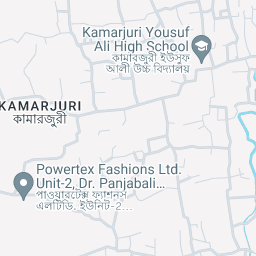 Kamarjuri Yousuf
Ali High School
কামারজুরী ইউসুফ
আলী উচ্চ বিদ্যালয়
KAMARJURI
কামারজুরী
Powertex Fashions Ltd.
Unit-2, Dr. Panjabali...
পাওয়ারটেক্স ফ্যাশনস
এলটিডি, ইউনিট-2...